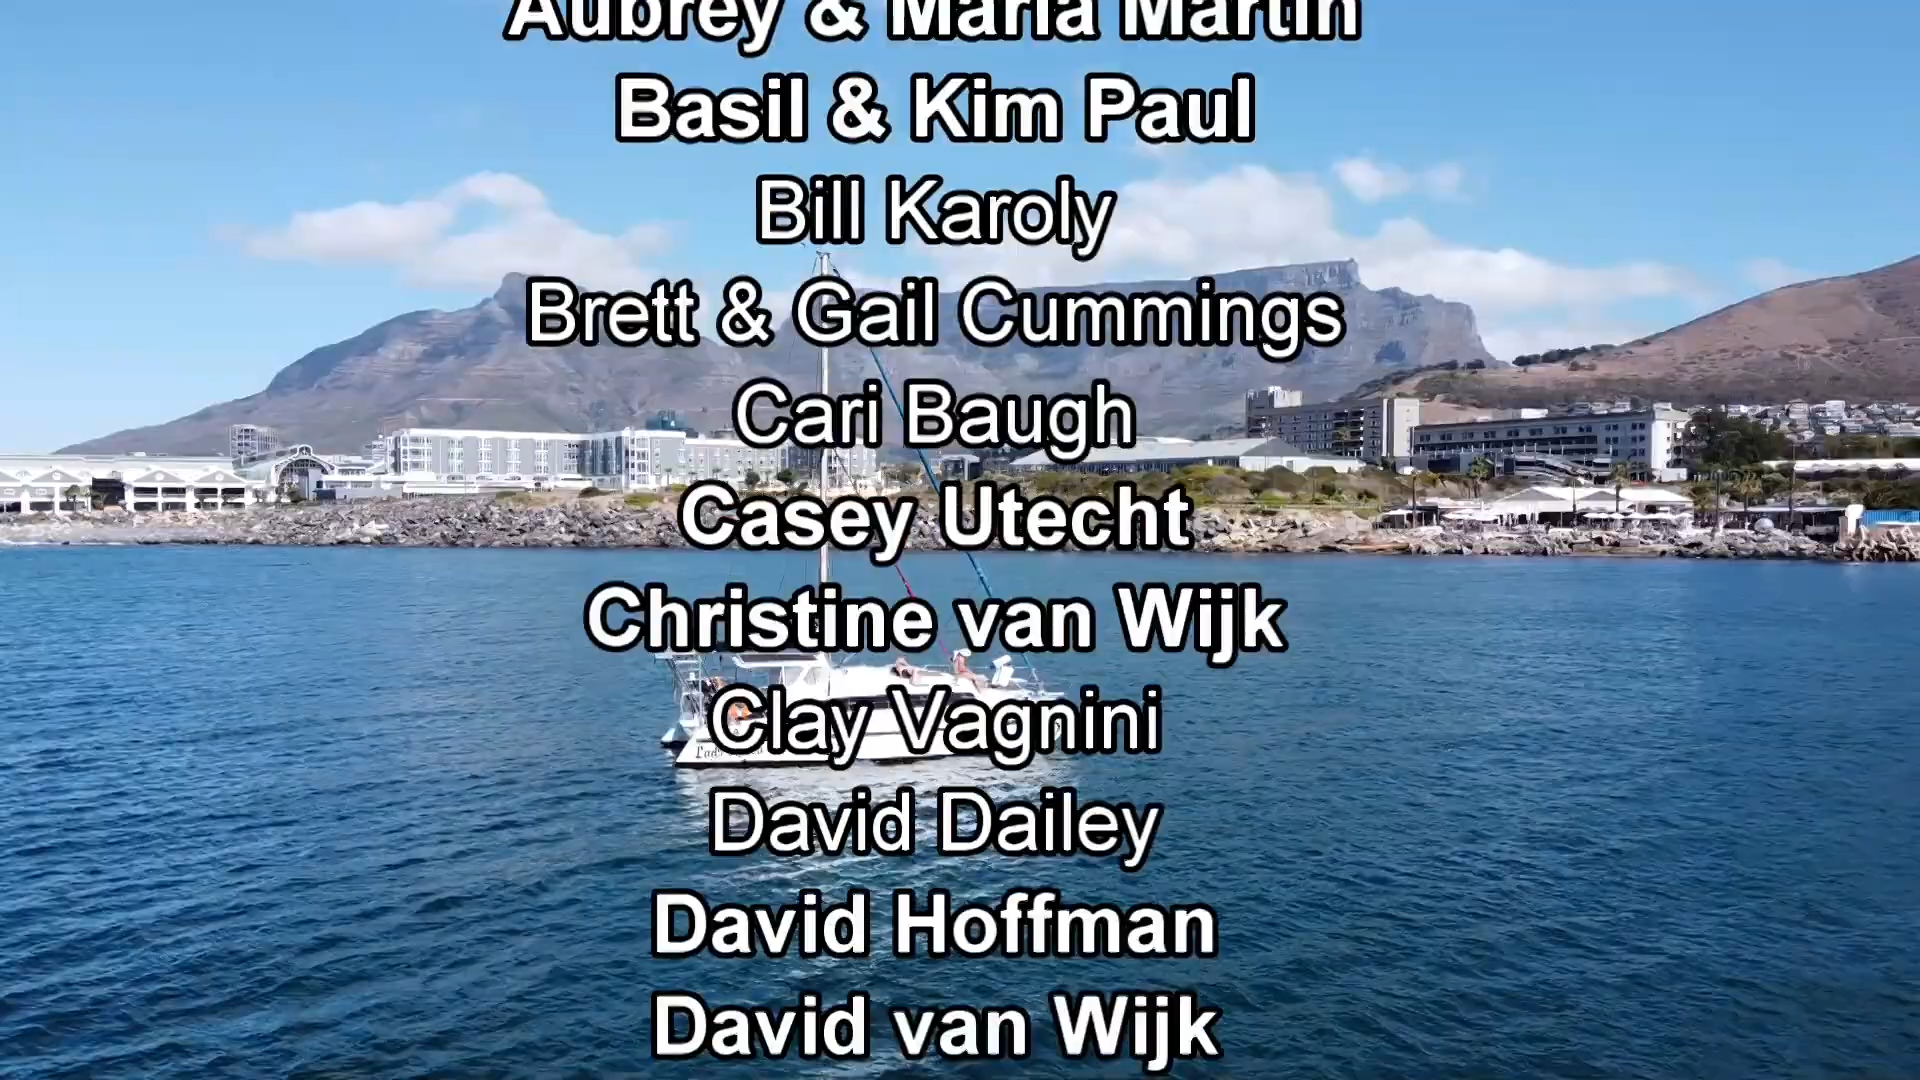 Aubrey & Maria Martin
Basil & Kim Paul
Bill Karoly
Brett & Gail Cummings
Cari Baugh
Casey Utecht
Christine van Wijk
Clay Vagnini
David Dailey
David Hoffman
David van Wijk